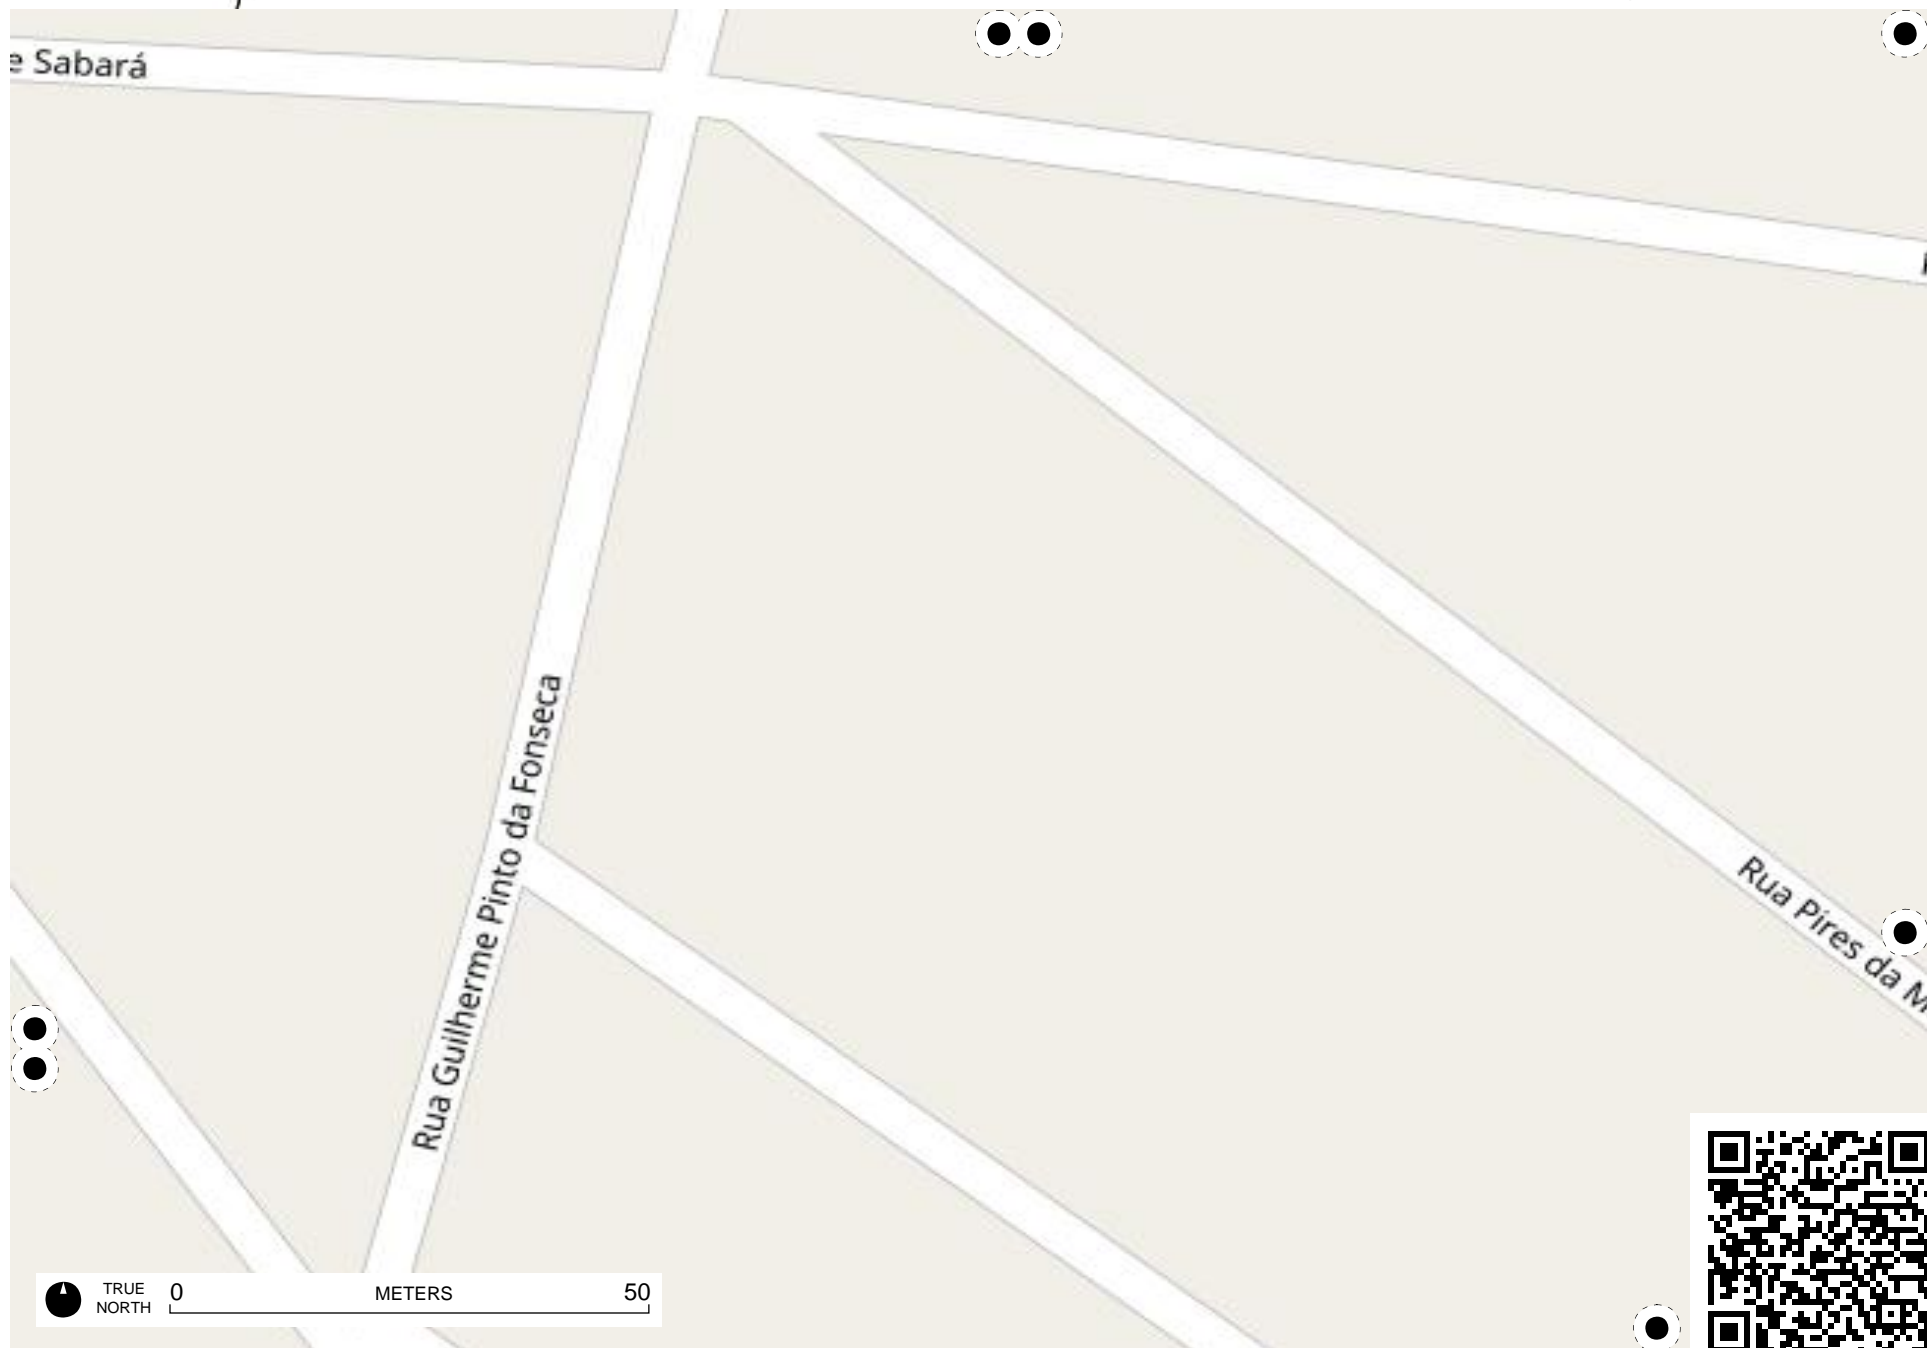 e Sabará
Rua Guilherme Pinto da Fonseca
Rua Pires da M
TRUE
NORTH
0 METERS 50